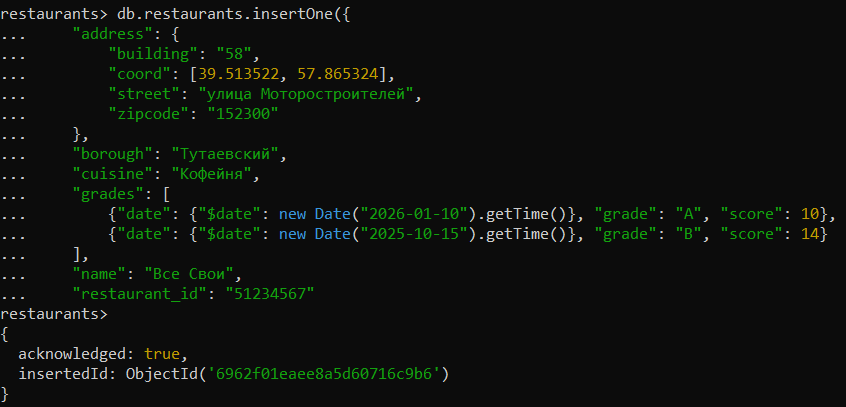 restaurants> db.restaurants.insertOne({
...     "address": {
...         "building": "58",
...         "coord": [39.513522, 57.865324],
...         "street": "улица Моторостроителей",
...         "zipcode": "152300"
...     },
...     "borough": "Тутаевский",
...     "cuisine": "Кофейня",
...     "grades": [
...         {"date": {"$date": new Date("2026-01-10").getTime()}, "grade": "A", "score": 10},
...         {"date": {"$date": new Date("2025-10-15").getTime()}, "grade": "B", "score": 14}
...     ],
...     "name": "Все Свои",
...     "restaurant_id": "51234567"
restaurants>
{
  acknowledged: true,
  insertedId: ObjectId('6962f01eaee8a5d60716c9b6')
}